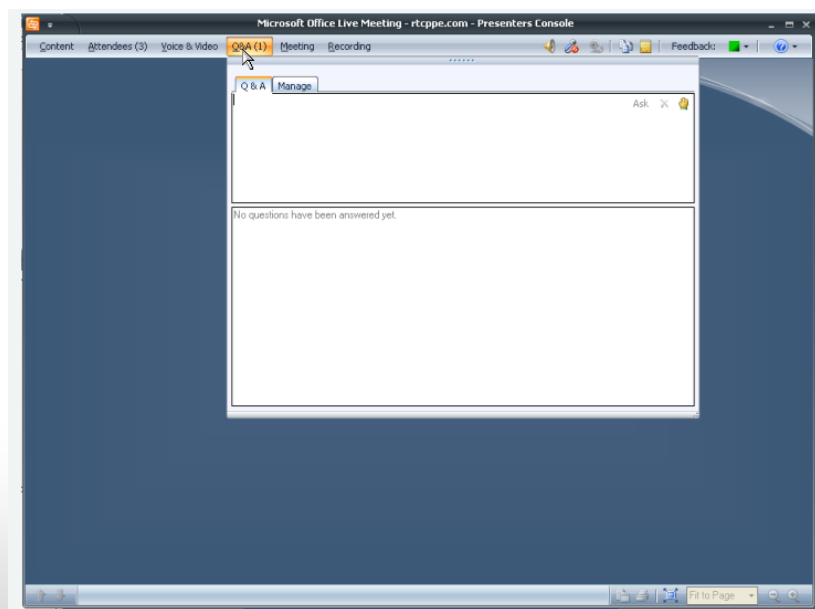 Microsoft Office Live Meeting - rtcppe.com - Presenters Console
Content Attendees (3) Voice & Video Q&A (1) Meeting Recording Feedback:
Q & A Manage
Ask
No questions have been answered yet.
Fit to Page